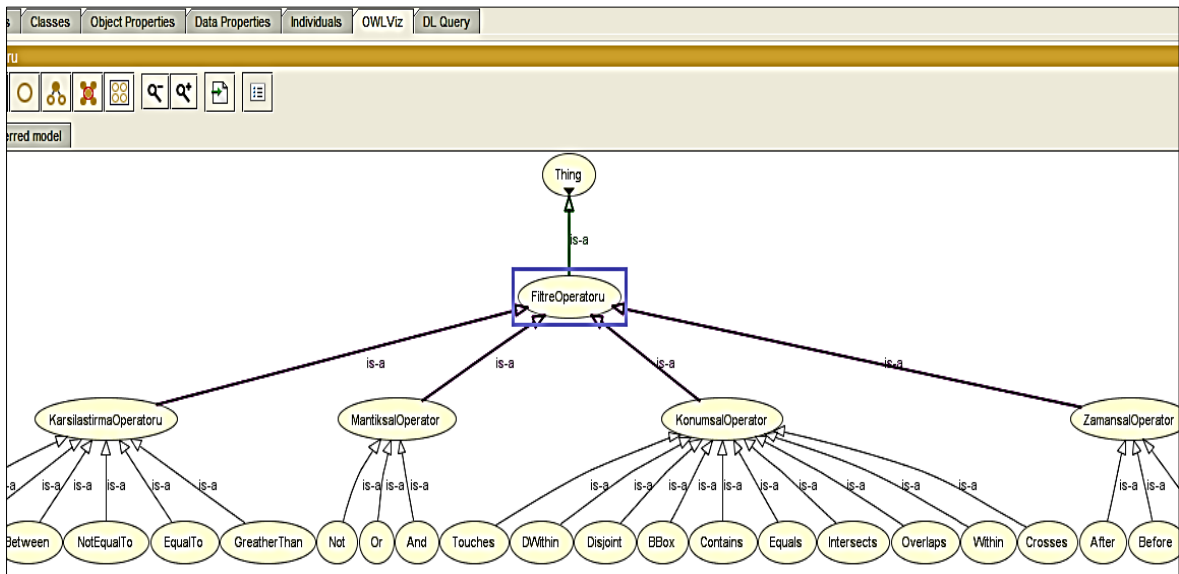 s Classes Object Properties Data Properties Individuals OWLViz DL Query
ru
erred model
Thing
is-a
FiltreOperatoru
is-a is-a is-a is-a
KarsilastirmaOperatoru MantiksalOperator KonumsalOperator ZamansalOperator
-a is-a is-a is-a is-a is-a is-a is-a is-a is-a is-a is-a is-a is-a is-a is-a is-a is-a is-a
Between NotEqualTo EqualTo GreatherThan Not Or And Touches DWithin Disjoint BBox Contains Equals Intersects Overlaps Within Crosses After Before